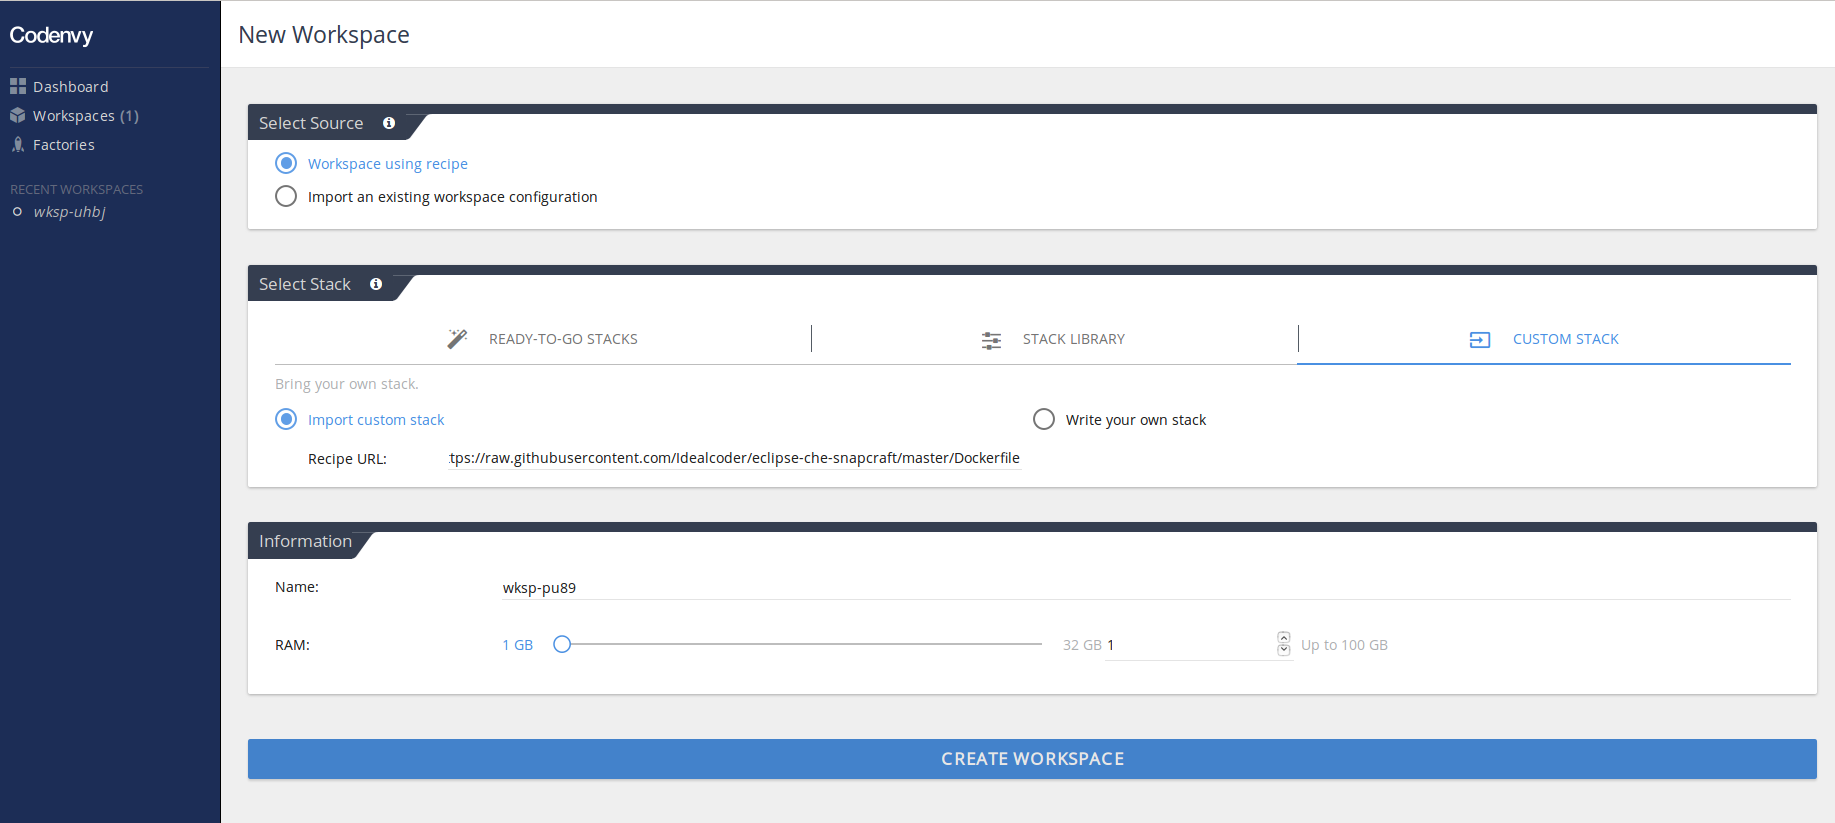 Codenvy
New Workspace
Dashboard
Workspaces (1)
Factories
RECENT WORKSPACES
wksp-uhbj
Select Source
Workspace using recipe
Import an existing workspace configuration
Select Stack
READY-TO-GO STACKS
STACK LIBRARY
CUSTOM STACK
Bring your own stack.
Import custom stack
Write your own stack
Recipe URL: tps://raw.githubusercontent.com/Idealcoder/eclipse-che-snapcraft/master/Dockerfile
Information
Name: wksp-pu89
RAM: 1 GB 32 GB 1 Up to 100 GB
CREATE WORKSPACE